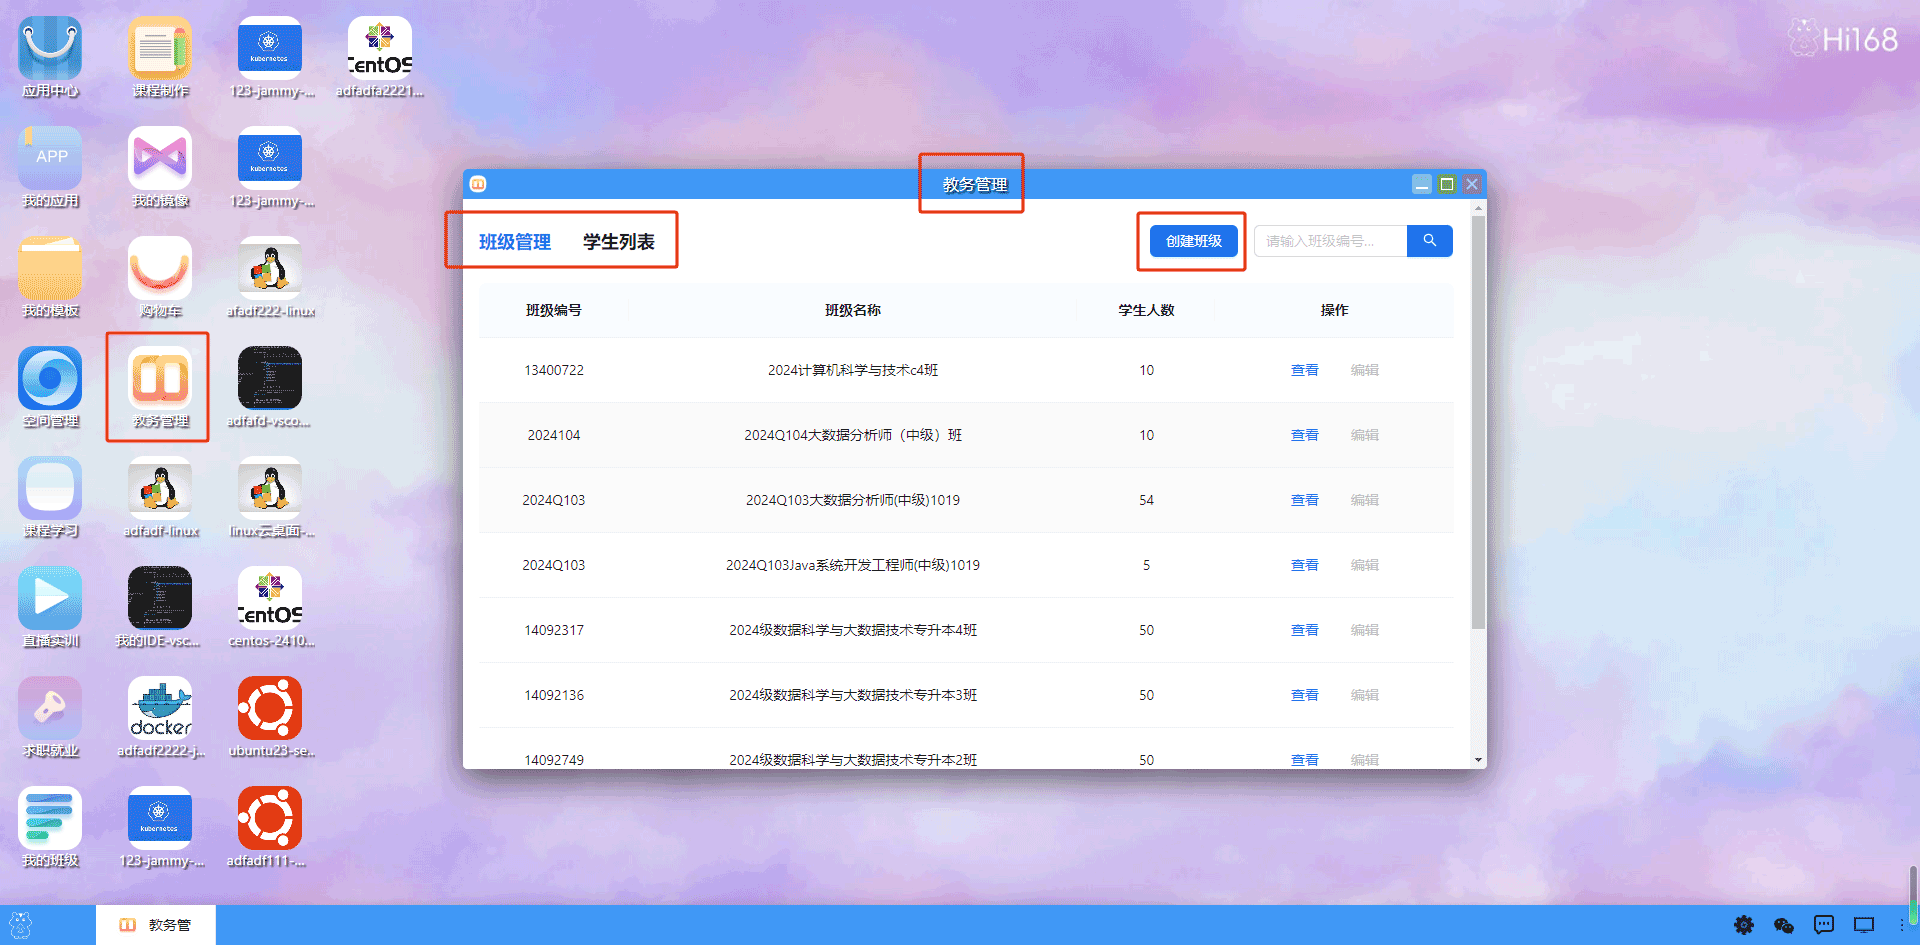 应用中心
课程制作
kubernetes
123-jammy-...
CentOS
adfadfa2221...
Hi168
APP
我的应用
我的镜像
kubernetes
123-jammy-...
我的模板
购物车
afadf222-linux
空间管理
教务管理
adfafd-vsco...
课程学习
adfadf-linux
linux云桌面-...
直播实训
我的IDE-vsc...
CentOS
centos-2410...
求职就业
docker
adfadf2222-j...
ubuntu23-se...
我的班级
kubernetes
123-jammy-...
adfadf111-...
教务管理
班级管理 学生列表 创建班级 请输入班级编号...
班级编号 班级名称 学生人数 操作
13400722 2024计算机科学与技术c4班 10 查看 编辑
2024104 2024Q104大数据分析师（中级）班 10 查看 编辑
2024Q103 2024Q103大数据分析师(中级)1019 54 查看 编辑
2024Q103 2024Q103Java系统开发工程师(中级)1019 5 查看 编辑
14092317 2024级数据科学与大数据技术专升本4班 50 查看 编辑
14092136 2024级数据科学与大数据技术专升本3班 50 查看 编辑
14092749 2024级数据科学与大数据技术专升本2班 50 查看 编辑
教务管